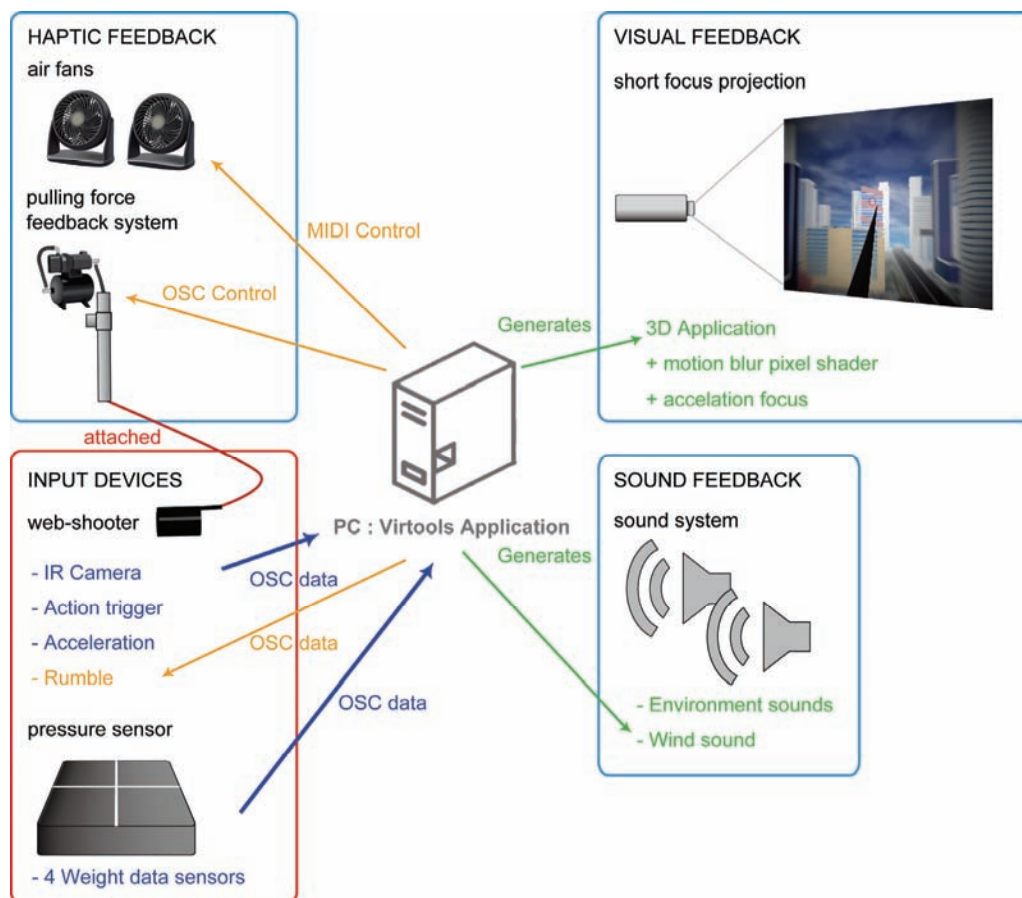 HAPTIC FEEDBACK
air fans
pulling force
feedback system
MIDI Control
OSC Control
attached
VISUAL FEEDBACK
short focus projection
Generates
3D Application
+ motion blur pixel shader
+ accelation focus
INPUT DEVICES
web-shooter
- IR Camera
- Action trigger
- Acceleration
- Rumble
OSC data
OSC data
OSC data
pressure sensor
- 4 Weight data sensors
PC : Virtools Application
Generates
SOUND FEEDBACK
sound system
- Environment sounds
- Wind sound